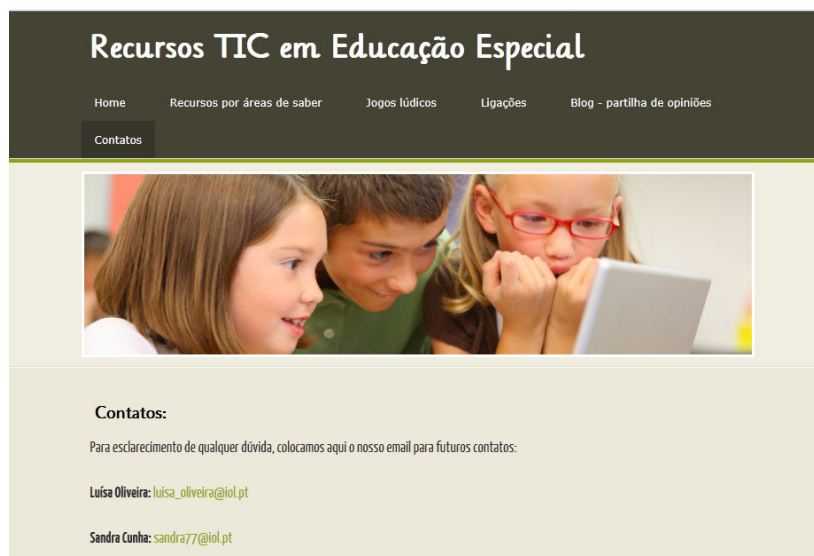 Recursos TIC em Educação Especial
Home Recursos por áreas de saber Jogos lúdicos Ligações Blog - partilha de opiniões
Contatos
Contatos:
Para esclarecimento de qualquer dúvida, colocamos aqui o nosso email para futuros contatos:
Luísa Oliveira: luisa_oliveira@iol.pt
Sandra Cunha: sandra77@iol.pt